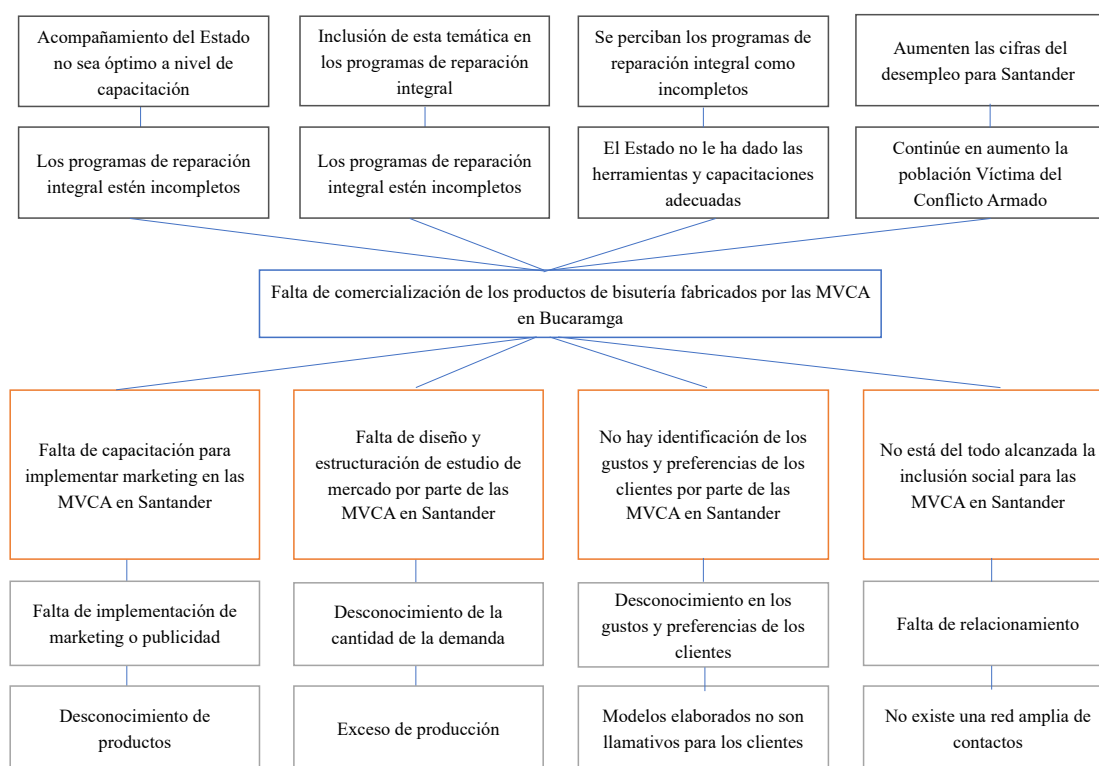 Acompañamiento del Estado
no sea óptimo a nivel de
capacitación
Inclusión de esta temática en
los programas de reparación
integral
Se perciban los programas de
reparación integral como
incompletos
Aumenten las cifras del
desempleo para Santander
Los programas de reparación
integral estén incompletos
Los programas de reparación
integral estén incompletos
El Estado no le ha dado las
herramientas y capacitaciones
adecuadas
Continúe en aumento la
población Víctima del
Conflicto Armado
Falta de comercialización de los productos de bisutería fabricados por las MVCA
en Bucaramga
Falta de capacitación para
implementar marketing en las
MVCA en Santander
Falta de diseño y
estructuración de estudio de
mercado por parte de las
MVCA en Santander
No hay identificación de los
gustos y preferencias de los
clientes por parte de las
MVCA en Santander
No está del todo alcanzada la
inclusión social para las
MVCA en Santander
Falta de implementación de
marketing o publicidad
Desconocimiento de la
cantidad de la demanda
Desconocimiento en los
gustos y preferencias de los
clientes
Falta de relacionamiento
Desconocimiento de
productos
Exceso de producción
Modelos elaborados no son
llamativos para los clientes
No existe una red amplia de
contactos